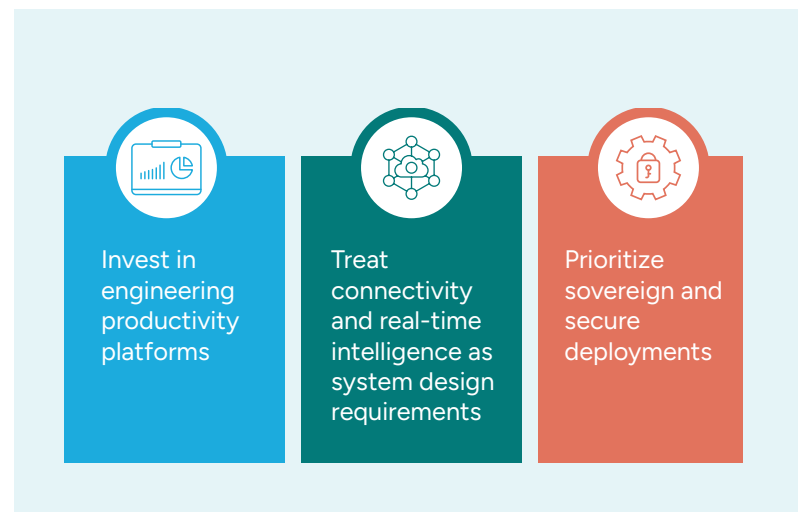 Invest in
engineering
productivity
platforms
Treat
connectivity
and real-time
intelligence as
system design
requirements
Prioritize
sovereign and
secure
deployments